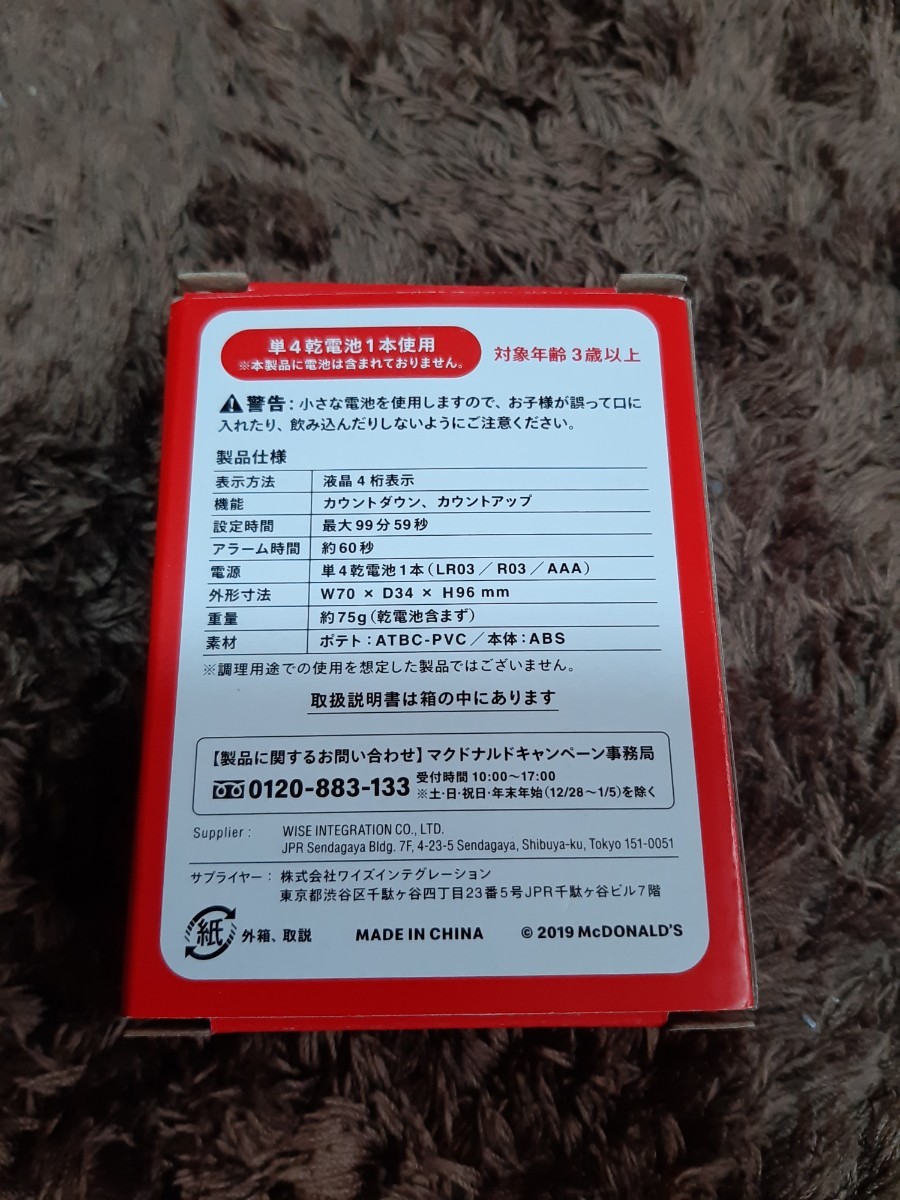 単4乾電池1本使用
※本製品に電池は含まれておりません。
対象年齢 3歳以上
警告：小さな電池を使用しますので、お子様が誤って口に
入れたり、飲み込んだりしないようにご注意ください。
製品仕様
表示方法 液晶4桁表示
機能 カウントダウン、カウントアップ
設定時間 最大99分59秒
アラーム時間 約60秒
電源 単4乾電池1本（LR03／R03／AAA）
外形寸法 W70 × D34 × H96 mm
重量 約75g（乾電池含まず）
素材 ポテト：ATBC-PVC／本体：ABS
※調理用途での使用を想定した製品ではございません。
取扱説明書は箱の中にあります
【製品に関するお問い合わせ】マクドナルドキャンペーン事務局
0120-883-133 受付時間 10:00～17:00
※土・日・祝日・年末年始（12/28～1/5）を除く
Supplier : WISE INTEGRATION CO., LTD.
JPR Sendagaya Bldg. 7F, 4-23-5 Sendagaya, Shibuya-ku, Tokyo 151-0051
サプライヤー：株式会社ワイズインテグレーション
東京都渋谷区千駄ヶ谷四丁目23番5号JPR千駄ヶ谷ビル7階
紙 外箱、取説 MADE IN CHINA © 2019 McDONALD'S